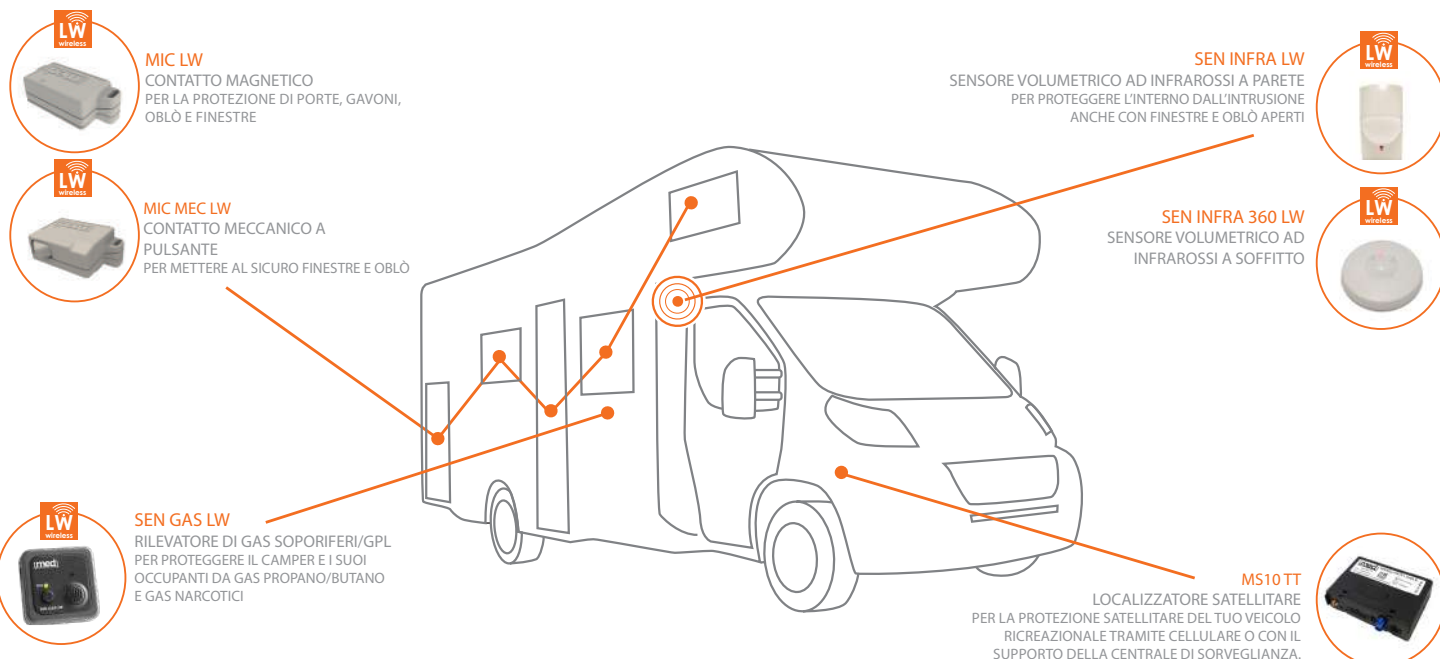 LW
wireless
MIC LW
CONTATTO MAGNETICO
PER LA PROTEZIONE DI PORTE, GAVONI,
OBLÒ E FINESTRE
LW
wireless
MIC MEC LW
CONTATTO MECCANICO A
PULSANTE
PER METTERE AL SICURO FINESTRE E OBLÒ
LW
wireless
SEN GAS LW
RILEVATORE DI GAS SOPORIFERI/GPL
PER PROTEGGERE IL CAMPER E I SUOI
OCCUPANTI DA GAS PROPANO/BUTANO
E GAS NARCOTICI
med
LW
wireless
SEN INFRA LW
SENSORE VOLUMETRICO AD INFRAROSSI A PARETE
PER PROTEGGERE L'INTERNO DALL'INTRUSIONE
ANCHE CON FINESTRE E OBLÒ APERTI
LW
wireless
SEN INFRA 360 LW
SENSORE VOLUMETRICO AD
INFRAROSSI A SOFFITTO
MS10 TT
LOCALIZZATORE SATELLITARE
PER LA PROTEZIONE SATELLITARE DEL TUO VEICOLO
RICREAZIONALE TRAMITE CELLULARE O CON IL
SUPPORTO DELLA CENTRALE DI SORVEGLIANZA.